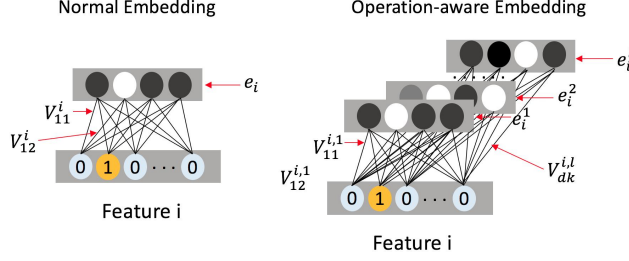 Normal Embedding
e_i
V_{11}^{i}
V_{12}^{i}
0 1 0 ··· 0
Feature i
Operation-aware Embedding
e_i
· · · · · ·
e_i^2
e_i^1
V_{11}^{i,1}
V_{12}^{i,1}
V_{dk}^{i,l}
0 1 0 ··· 0
Feature i